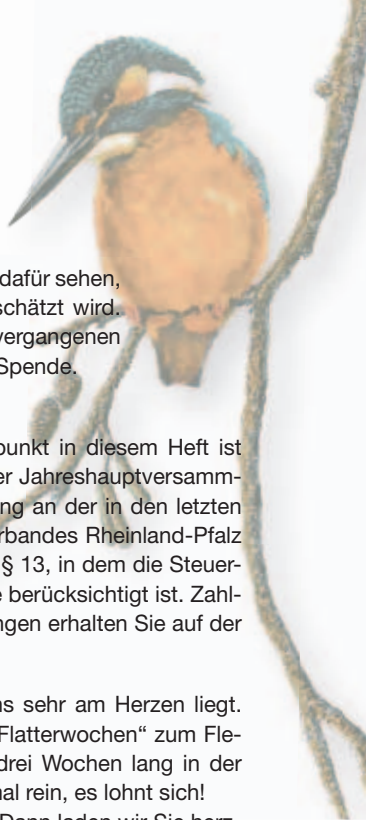 dafür sehen,
schätzt wird.
vergangenen
Spende.
punkt in diesem Heft ist
er Jahreshauptversamm-
ng an der in den letzten
rbandes Rheinland-Pfalz
§ 13, in dem die Steuer-
e berücksichtigt ist. Zahl-
ngen erhalten Sie auf der
ns sehr am Herzen liegt.
Flatterwochen“ zum Fle-
drei Wochen lang in der
nal rein, es lohnt sich!
Dann laden wir Sie herz-